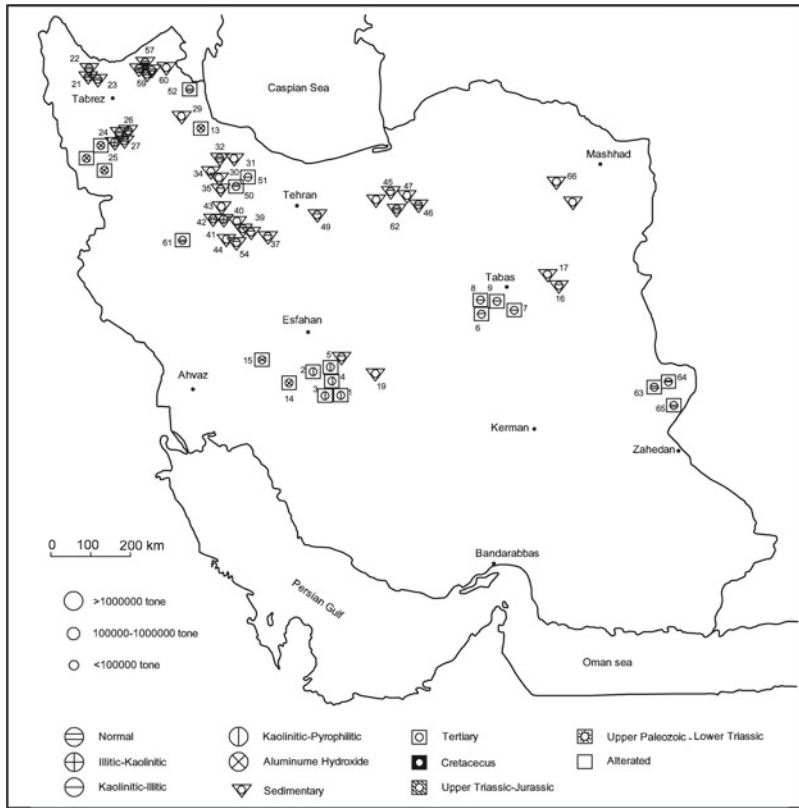 22
57
21
23
59
60
Tabrez
52
Caspian Sea
29
26
24
13
27
25
32
31
34
30
51
35
50
Mashhad
66
45
47
46
62
Tehran
49
43
40
39
42
41
37
44
54
61
17
Tabas
16
8
9
7
6
Esfahan
15
5
2
4
19
14
3
1
Ahvaz
64
63
65
Kerman
Zahedan
0 100 200 km
Bandarabbas
Persian Gulf
Oman sea
>1000000 tone
100000-1000000 tone
<100000 tone
Normal
Kaolinitic-Pyrophilitic
Tertiary
Upper Paleozoic - Lower Triassic
Illitic-Kaolinitic
Aluminume Hydroxide
Cretacecus
Alterated
Kaolinitic-Illitic
Sedimentary
Upper Triassic-Jurassic